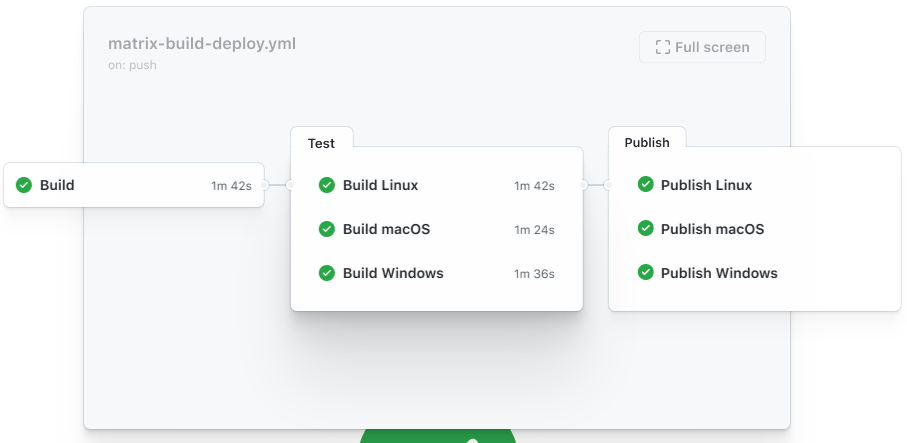 matrix-build-deploy.yml
on: push
Full screen
Build
1m 42s
Test
Build Linux
1m 42s
Build macOS
1m 24s
Build Windows
1m 36s
Publish
Publish Linux
Publish macOS
Publish Windows